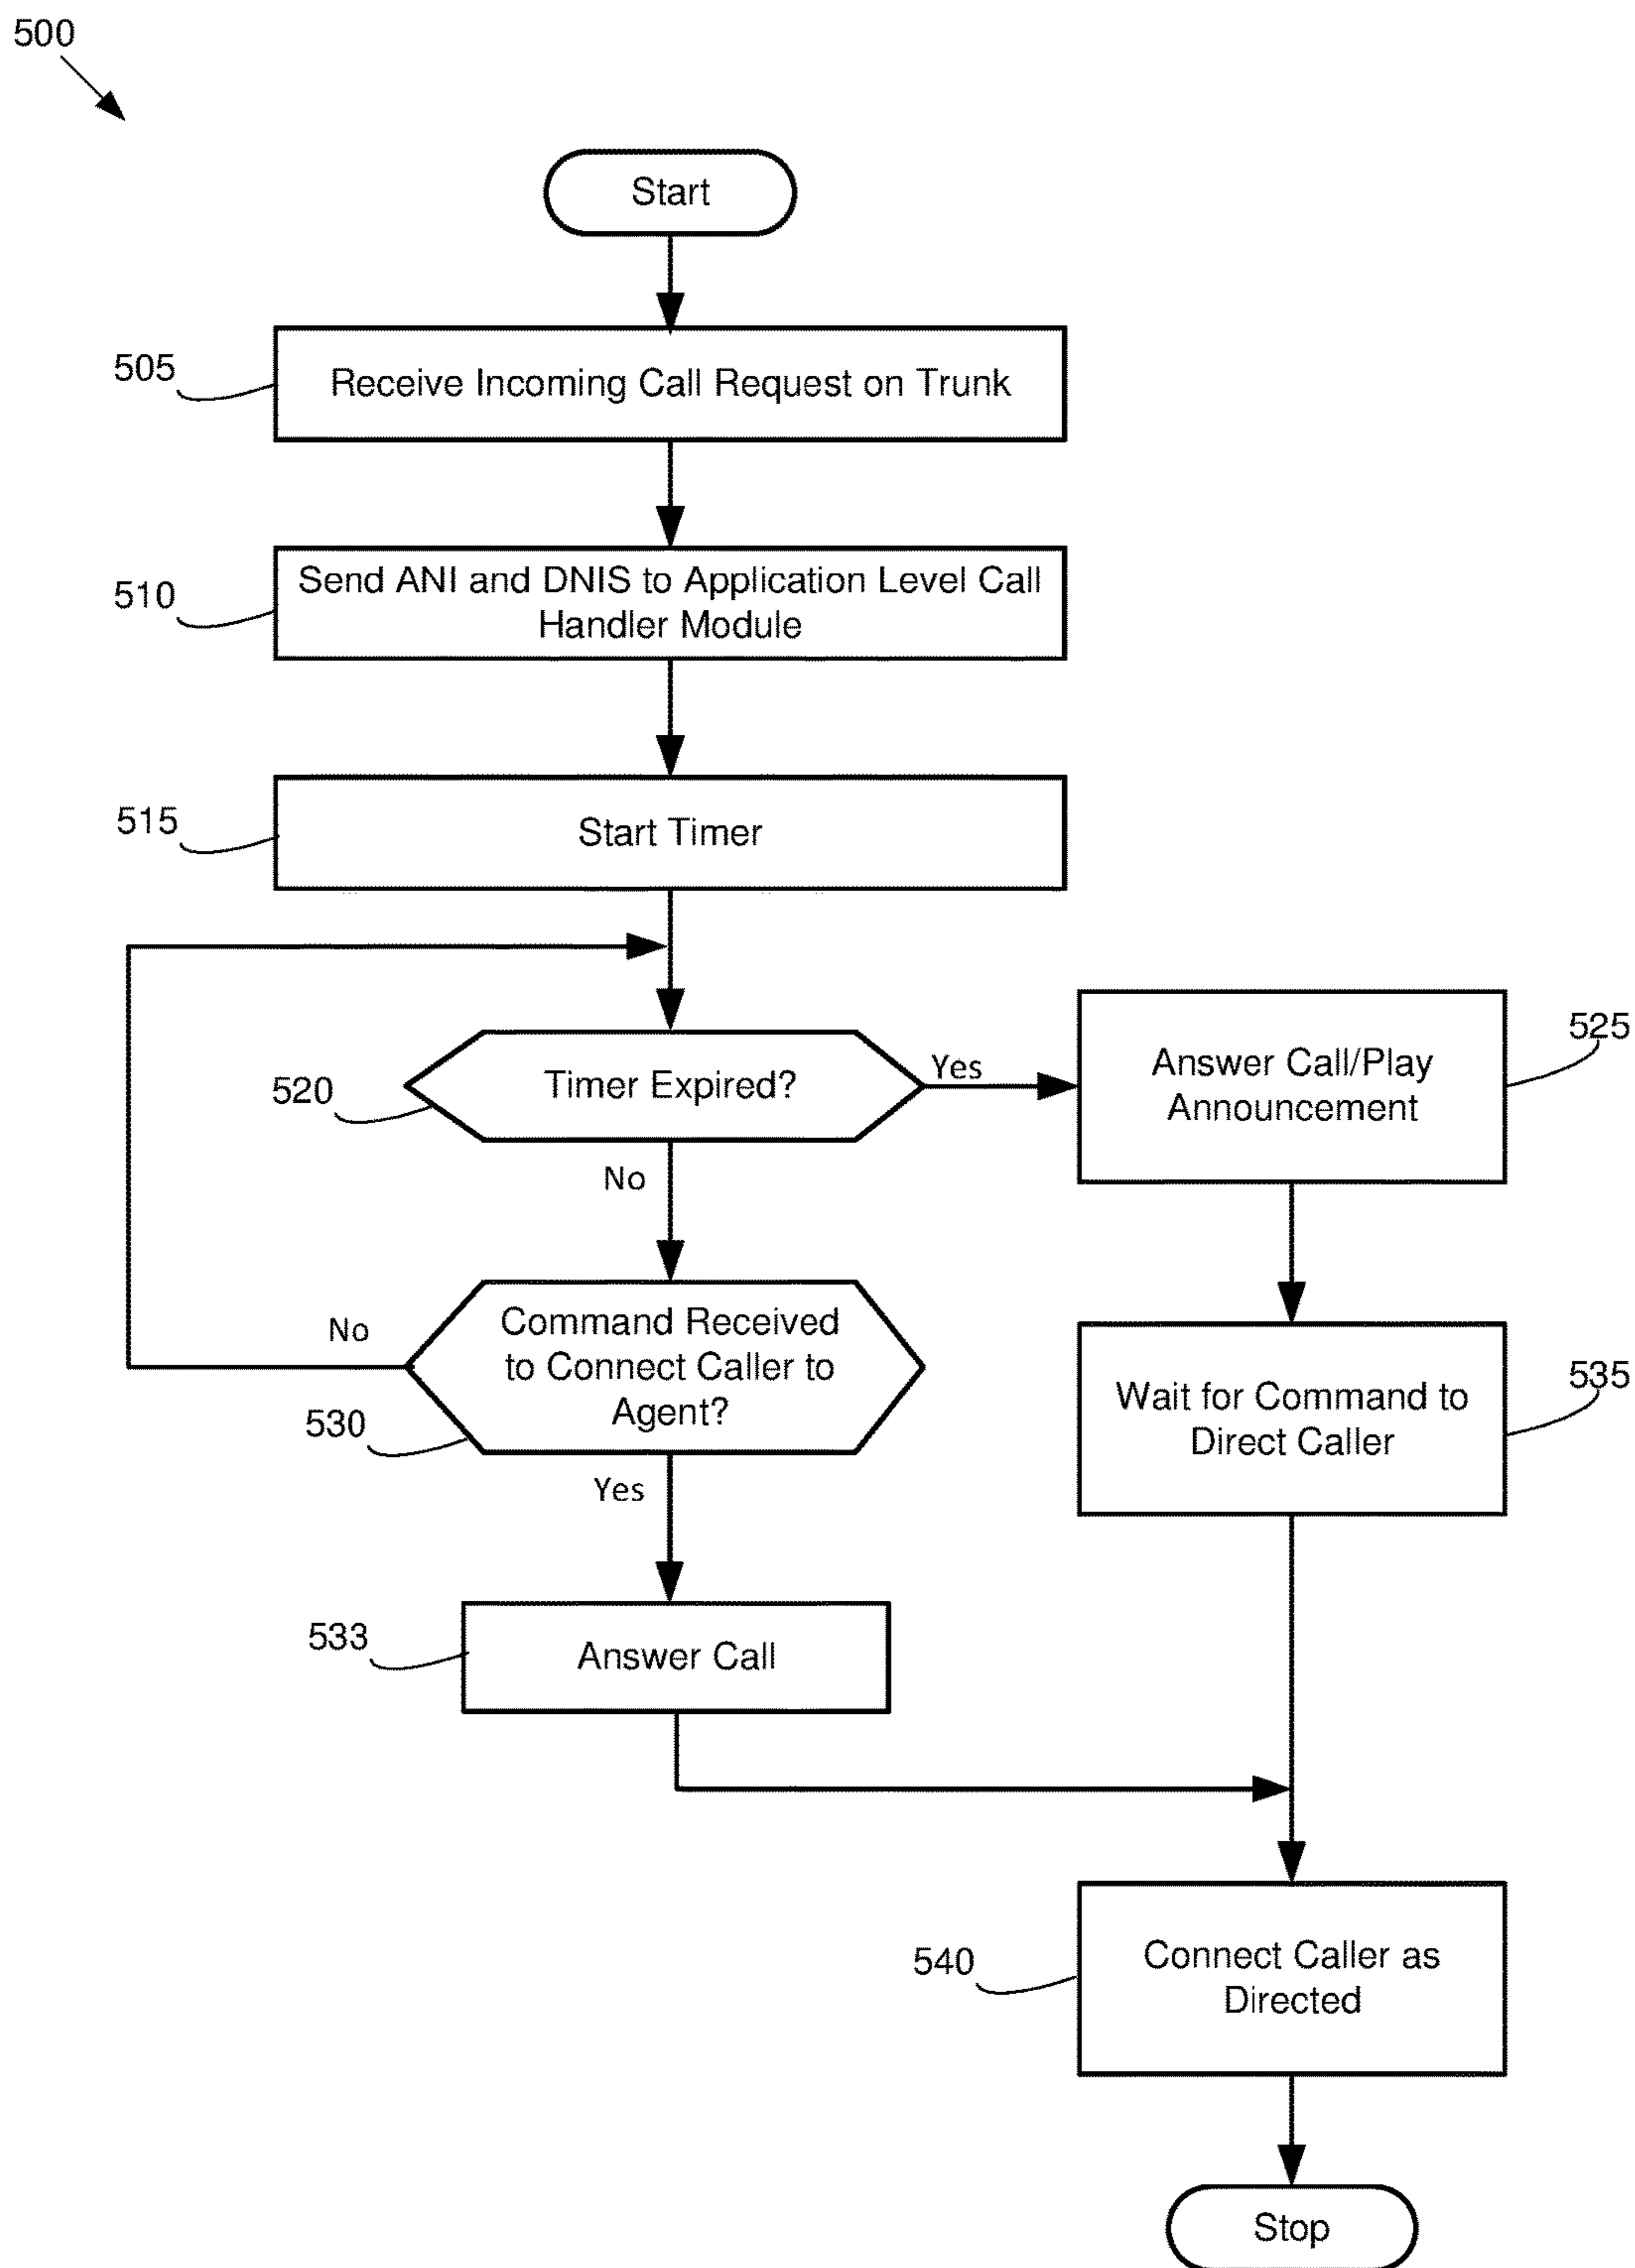 500
Start
505
Receive Incoming Call Request on Trunk
510
Send ANI and DNIS to Application Level Call
Handler Module
515
Start Timer
520
Timer Expired?
Yes
525
Answer Call/Play
Announcement
No
530
Command Received
to Connect Caller to
Agent?
No
535
Wait for Command to
Direct Caller
Yes
533
Answer Call
540
Connect Caller as
Directed
Stop